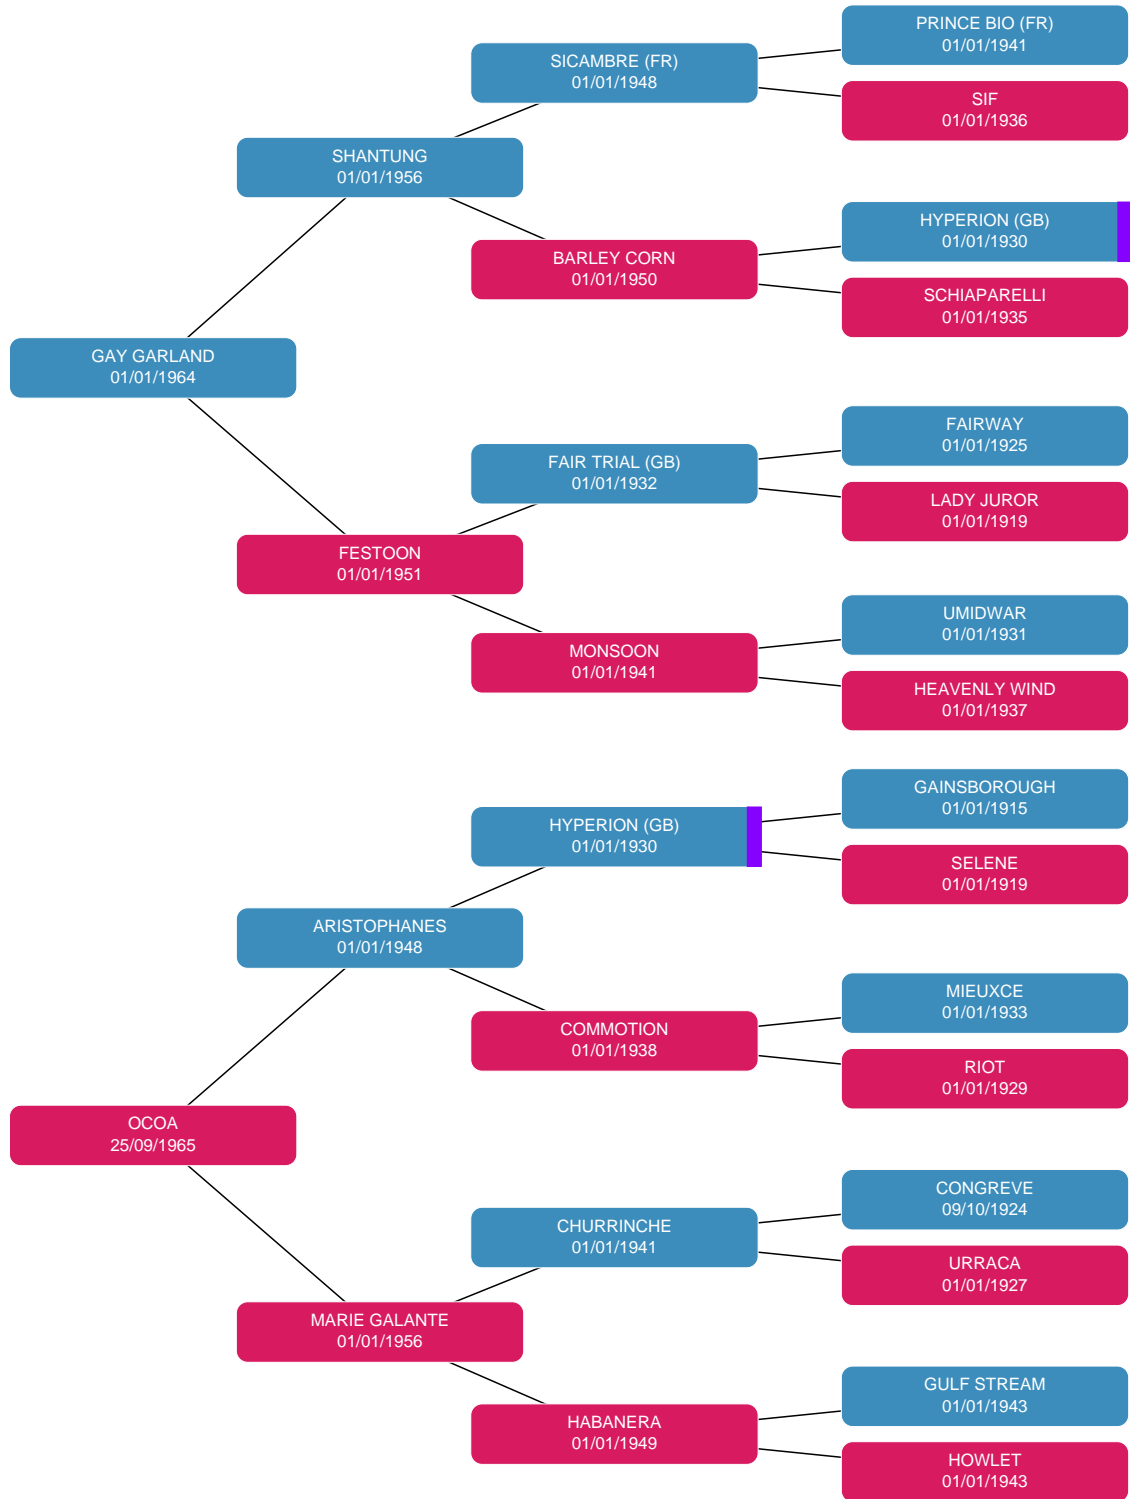 PRINCE BIO (FR)
01/01/1941
SICAMBRE (FR)
01/01/1948
SIF
01/01/1936
SHANTUNG
01/01/1956
HYPERION (GB)
01/01/1930
BARLEY CORN
01/01/1950
SCHIAPARELLI
01/01/1935
GAY GARLAND
01/01/1964
FAIRWAY
01/01/1925
FAIR TRIAL (GB)
01/01/1932
LADY JUROR
01/01/1919
FESTOON
01/01/1951
UMIDWAR
01/01/1931
MONSOON
01/01/1941
HEAVENLY WIND
01/01/1937
GAINSBOROUGH
01/01/1915
HYPERION (GB)
01/01/1930
SELENE
01/01/1919
ARISTOPHANES
01/01/1948
MIEUXCE
01/01/1933
COMMOTION
01/01/1938
RIOT
01/01/1929
OCOA
25/09/1965
CONGREVE
09/10/1924
CHURRINCHE
01/01/1941
URRACA
01/01/1927
MARIE GALANTE
01/01/1956
GULF STREAM
01/01/1943
HABANERA
01/01/1949
HOWLET
01/01/1943